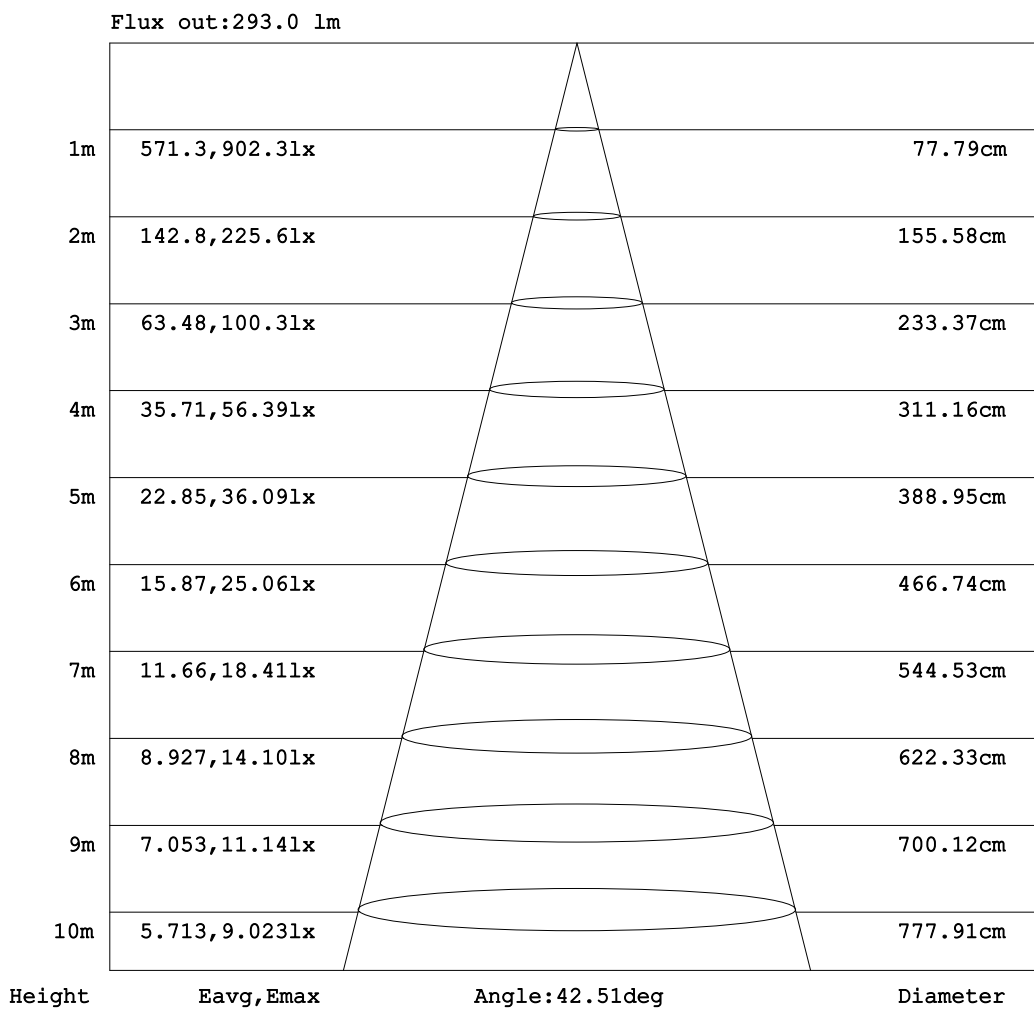 Flux out:293.0 lm
1m 571.3,902.3lx 77.79cm
2m 142.8,225.6lx 155.58cm
3m 63.48,100.3lx 233.37cm
4m 35.71,56.39lx 311.16cm
5m 22.85,36.09lx 388.95cm
6m 15.87,25.06lx 466.74cm
7m 11.66,18.41lx 544.53cm
8m 8.927,14.10lx 622.33cm
9m 7.053,11.14lx 700.12cm
10m 5.713,9.023lx 777.91cm
Height Eavg,Emax Angle:42.51deg Diameter